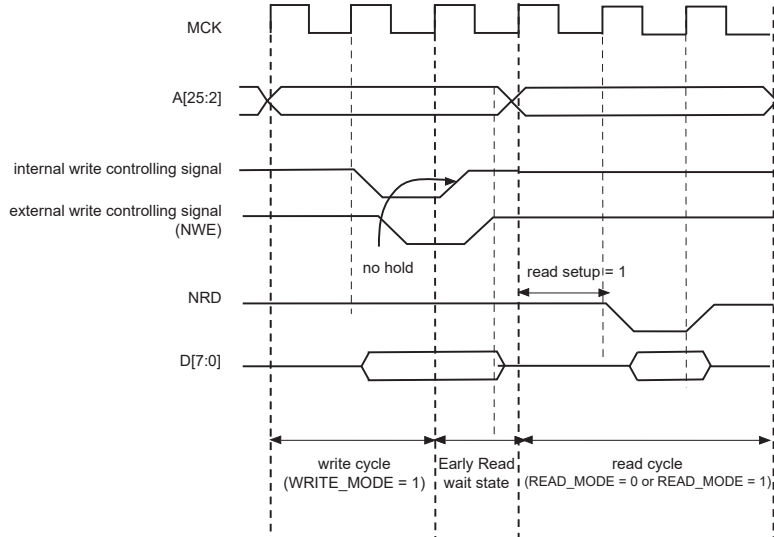 MCK
A[25:2]
internal write controlling signal
external write controlling signal
(NWE)
no hold
read setup = 1
NRD
D[7:0]
write cycle
(WRITE_MODE = 1)
Early Read
wait state
read cycle
(READ_MODE = 0 or READ_MODE = 1)